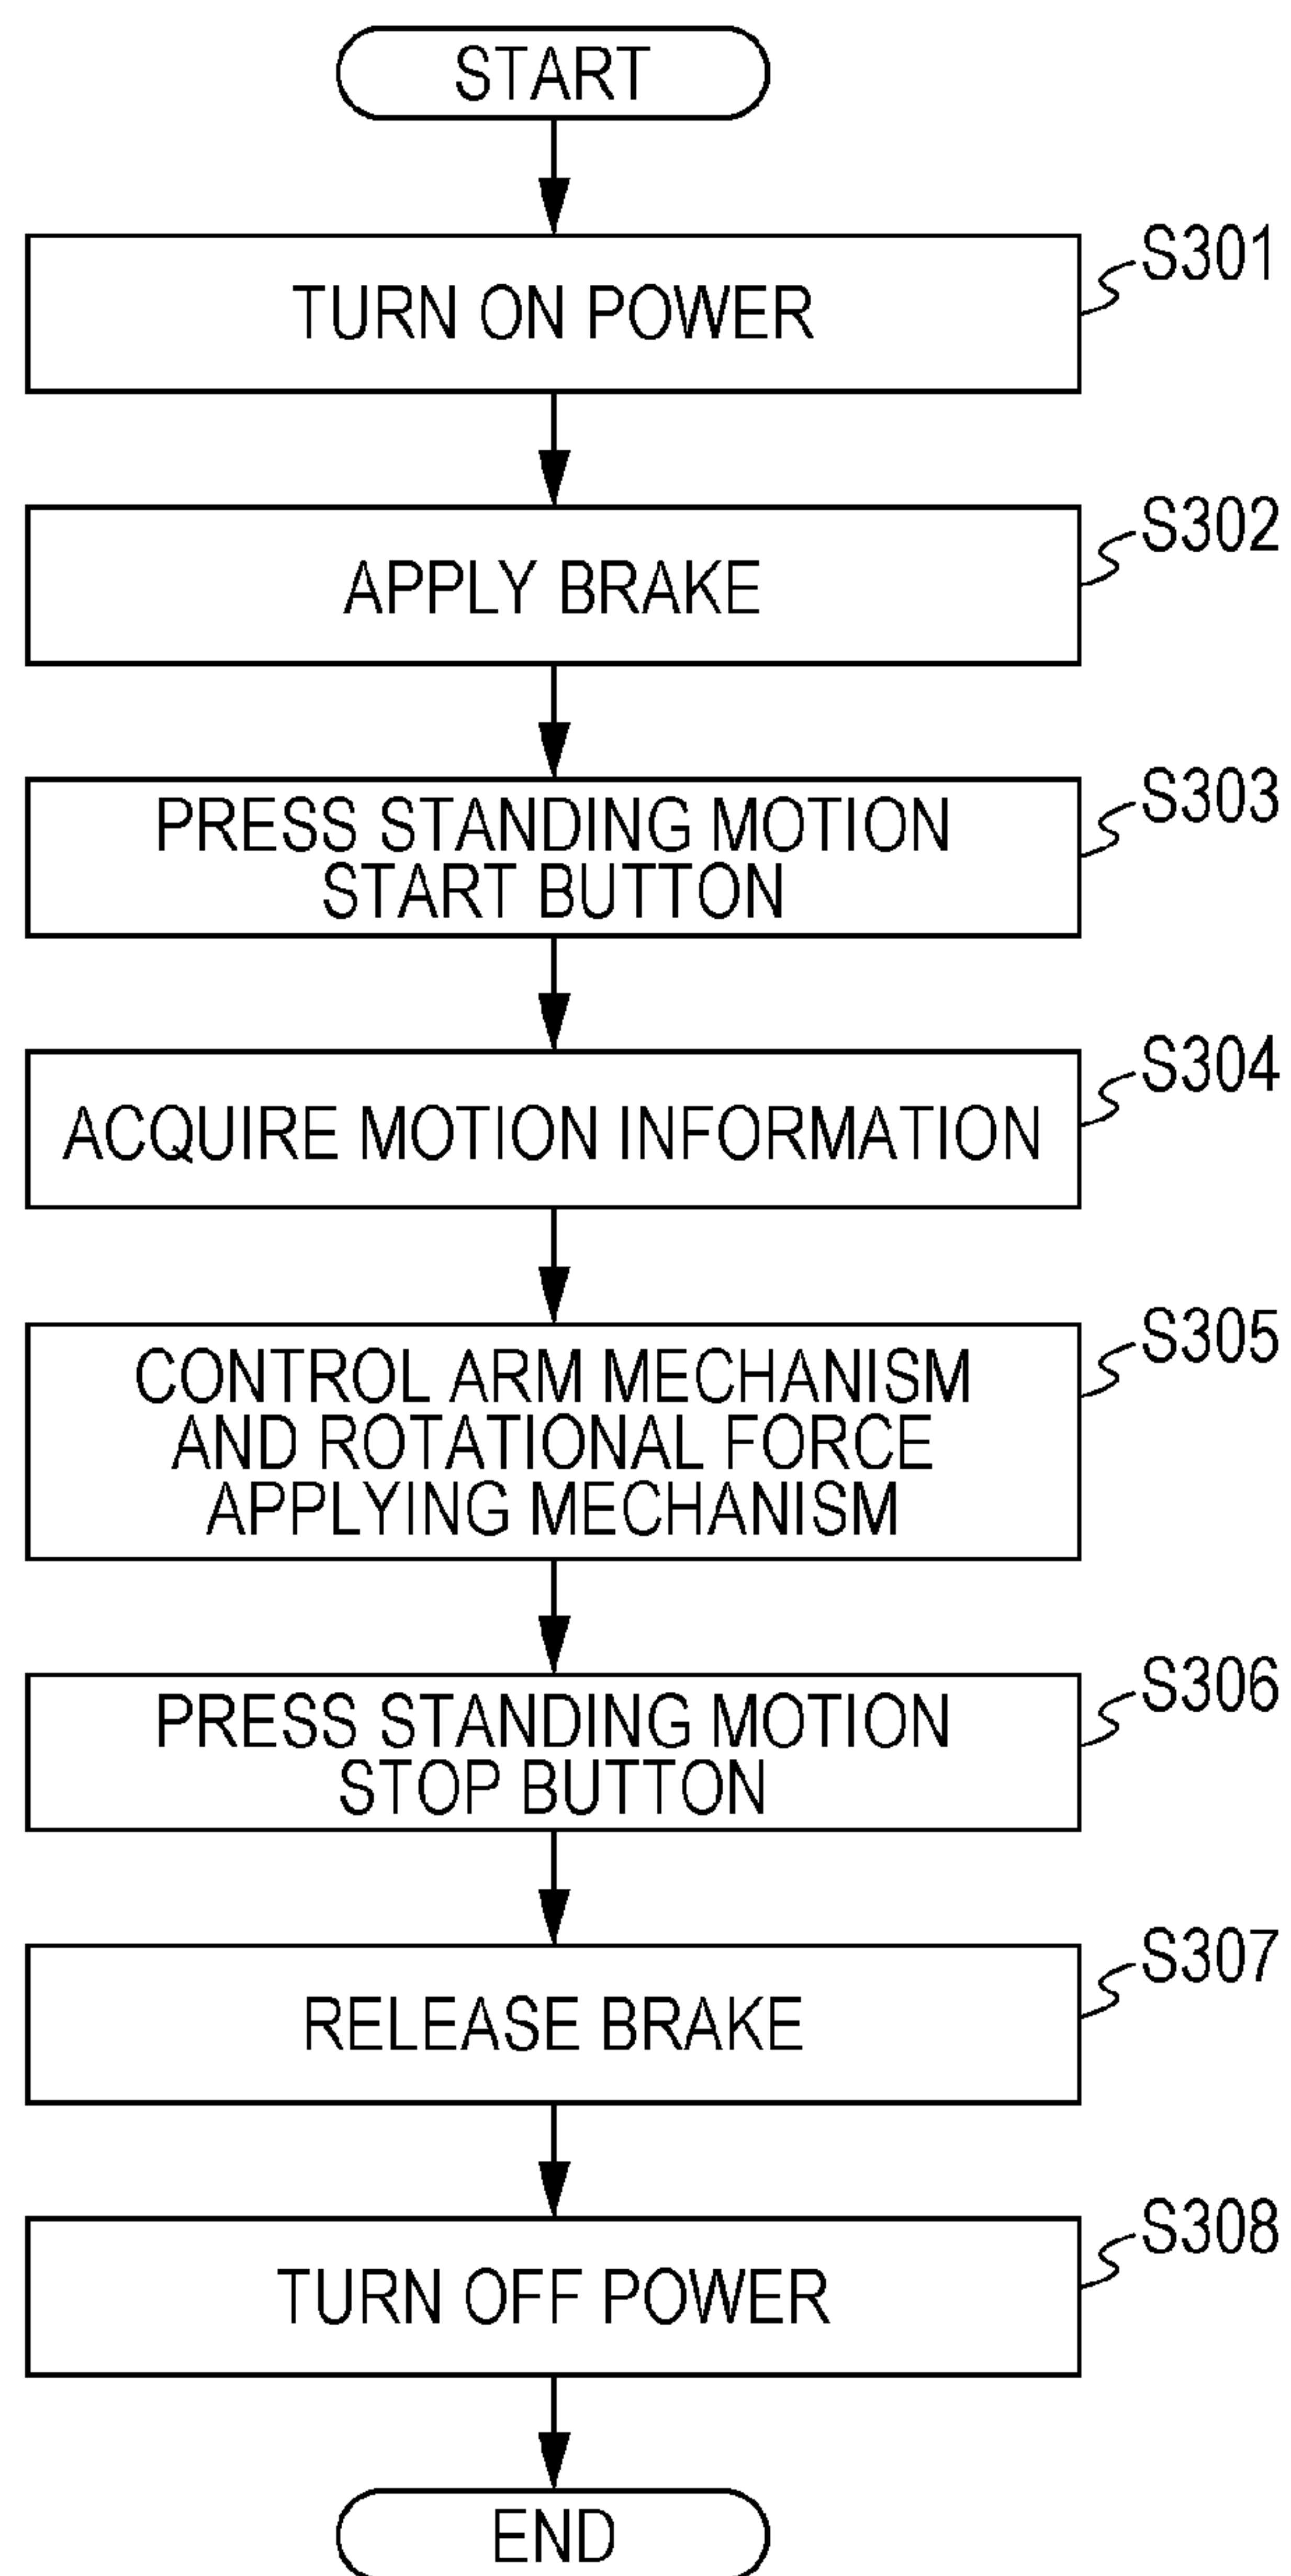 START
S301
TURN ON POWER
S302
APPLY BRAKE
S303
PRESS STANDING MOTION
START BUTTON
S304
ACQUIRE MOTION INFORMATION
S305
CONTROL ARM MECHANISM
AND ROTATIONAL FORCE
APPLYING MECHANISM
S306
PRESS STANDING MOTION
STOP BUTTON
S307
RELEASE BRAKE
S308
TURN OFF POWER
END